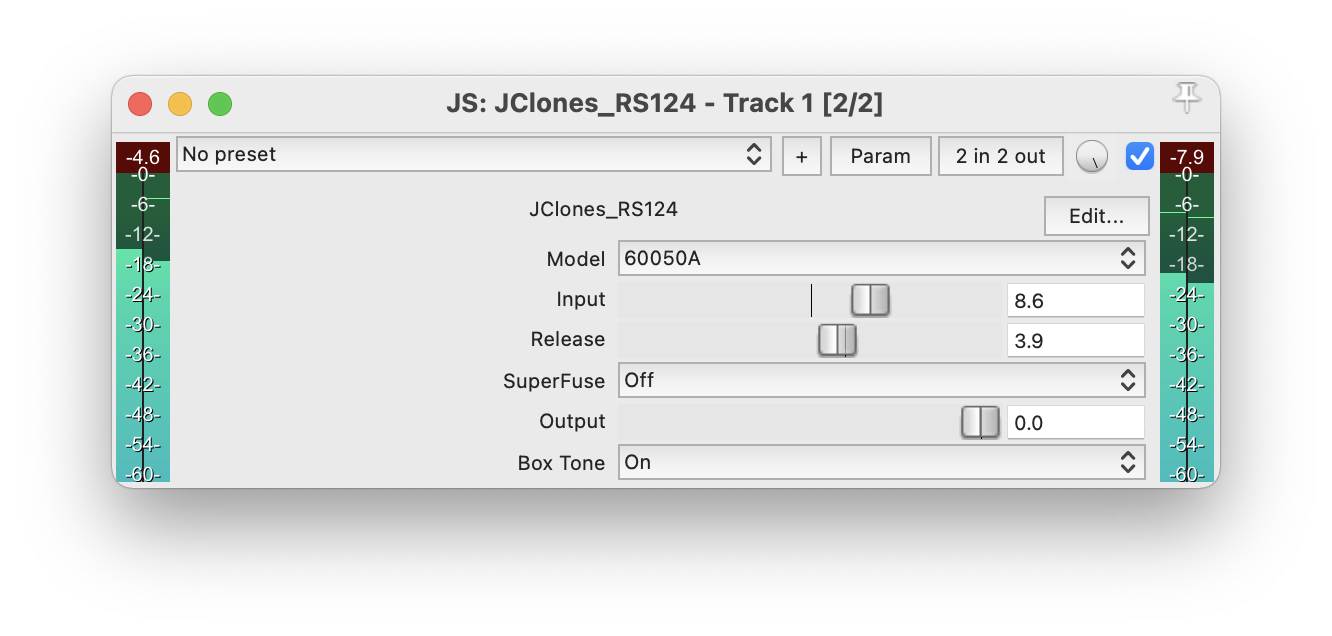 JS: JClones_RS124 - Track 1 [2/2]
-4.6
No preset
+
Param
2 in 2 out
-7.9
-0-
-6-
-12-
-18-
-24-
-30-
-36-
-42-
-48-
-54-
-60-
JClones_RS124
Edit...
Model
60050A
Input
8.6
Release
3.9
SuperFuse
Off
Output
0.0
Box Tone
On
-0-
-6-
-12-
-18-
-24-
-30-
-36-
-42-
-48-
-54-
-60-